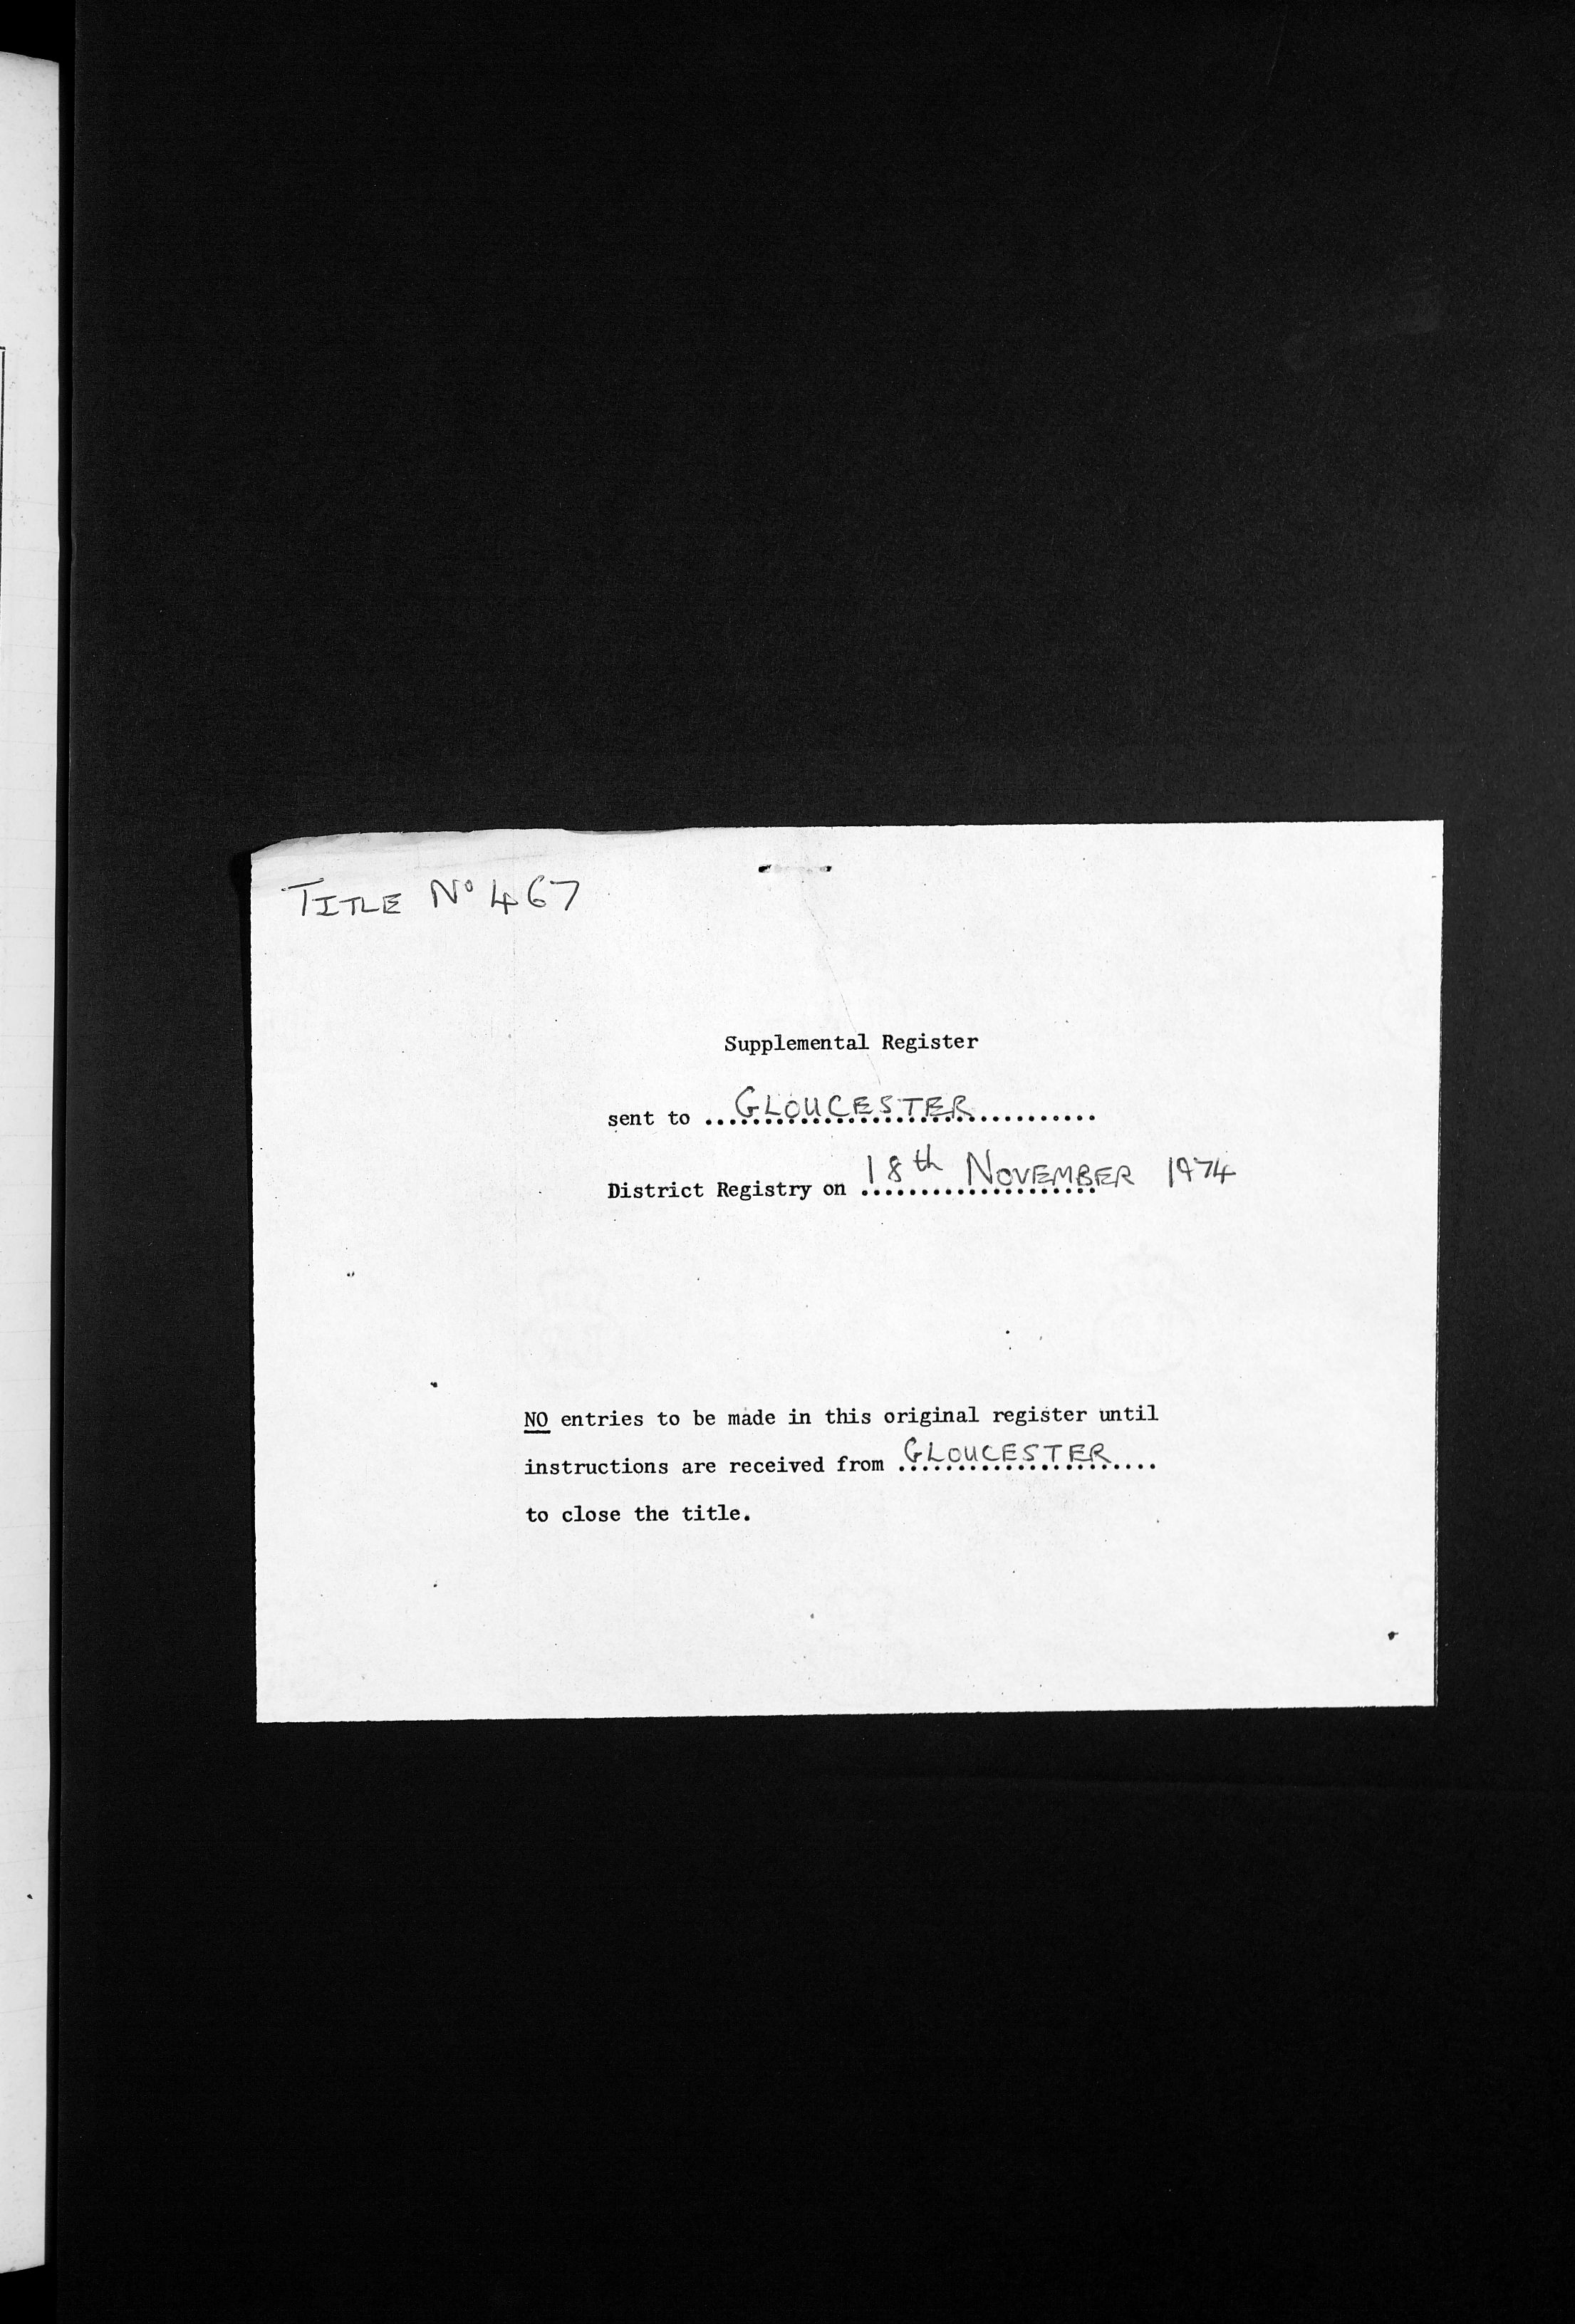 TITLE Nº 467
Supplemental Register
sent to ... GLOUCESTER ...........
District Registry on 18th NOVEMBER 1974
NO entries to be made in this original register until
instructions are received from GLOUCESTER ....
to close the title.